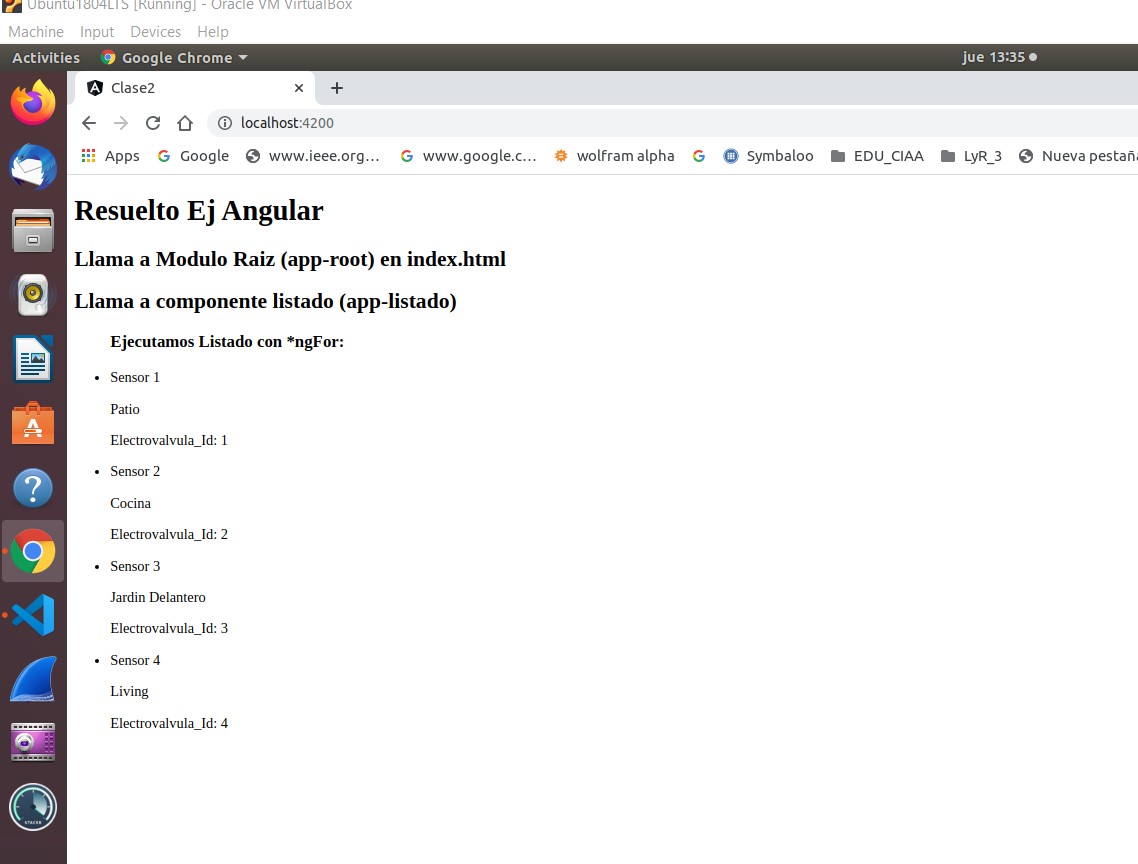 Ubuntu1804LTS [Running] - Oracle VM VirtualBox
Machine Input Devices Help
Activities Google Chrome jue 13:35
Clase2
localhost:4200
Apps Google www.ieee.org... www.google.c... wolfram alpha Symbaloo EDU_CIAA LyR_3 Nueva pestaña
Resuelto Ej Angular
Llama a Modulo Raiz (app-root) en index.html
Llama a componente listado (app-listado)
Ejecutamos Listado con *ngFor:
Sensor 1
Patio
Electrovalvula_Id: 1
Sensor 2
Cocina
Electrovalvula_Id: 2
Sensor 3
Jardin Delantero
Electrovalvula_Id: 3
Sensor 4
Living
Electrovalvula_Id: 4
STACER